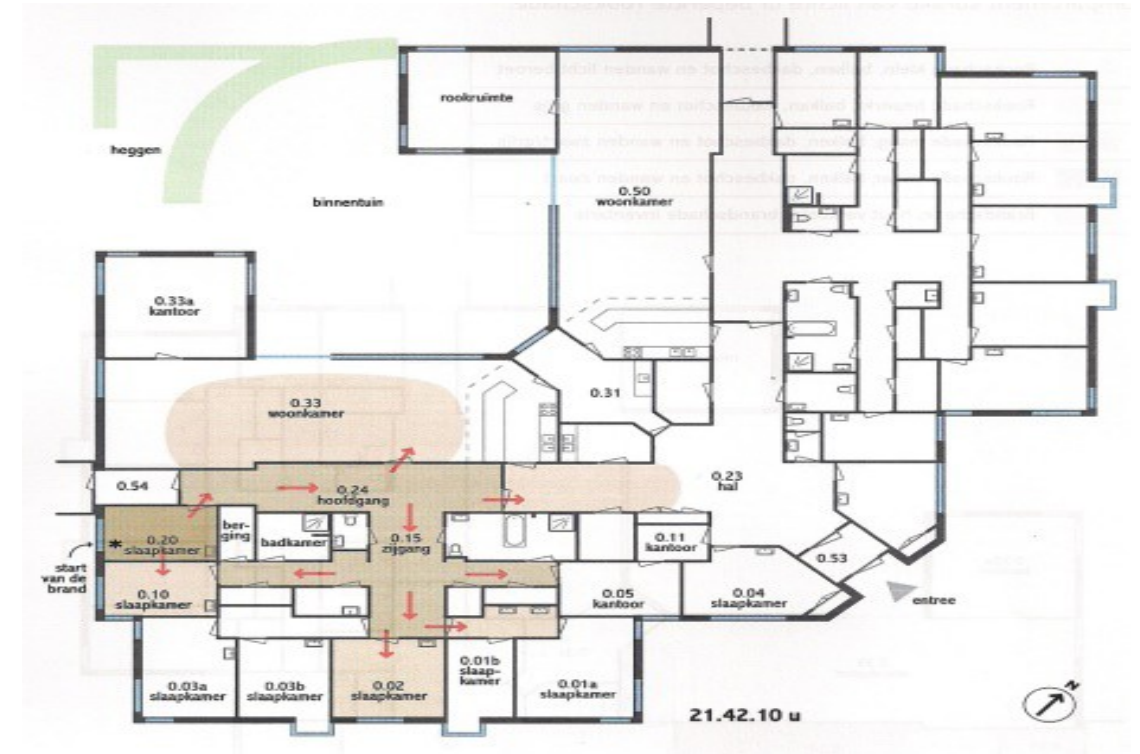 rookruimte
heggen
binnentuin
0.50
woonkamer
0.33a
kantoor
0.31
0.33
woonkamer
0.23
hal
0.54
0.24
hoofdgang
ber-
ging
badkamer
0.15
zijgang
0.11
kantoor
0.53
*
0.20
slaapkamer
start
van de
brand
0.10
slaapkamer
0.05
kantoor
0.04
slaapkamer
entree
0.03a
slaapkamer
0.03b
slaapkamer
0.02
slaapkamer
0.01b
slaap-
kamer
0.01a
slaapkamer
21.42.10 u
N